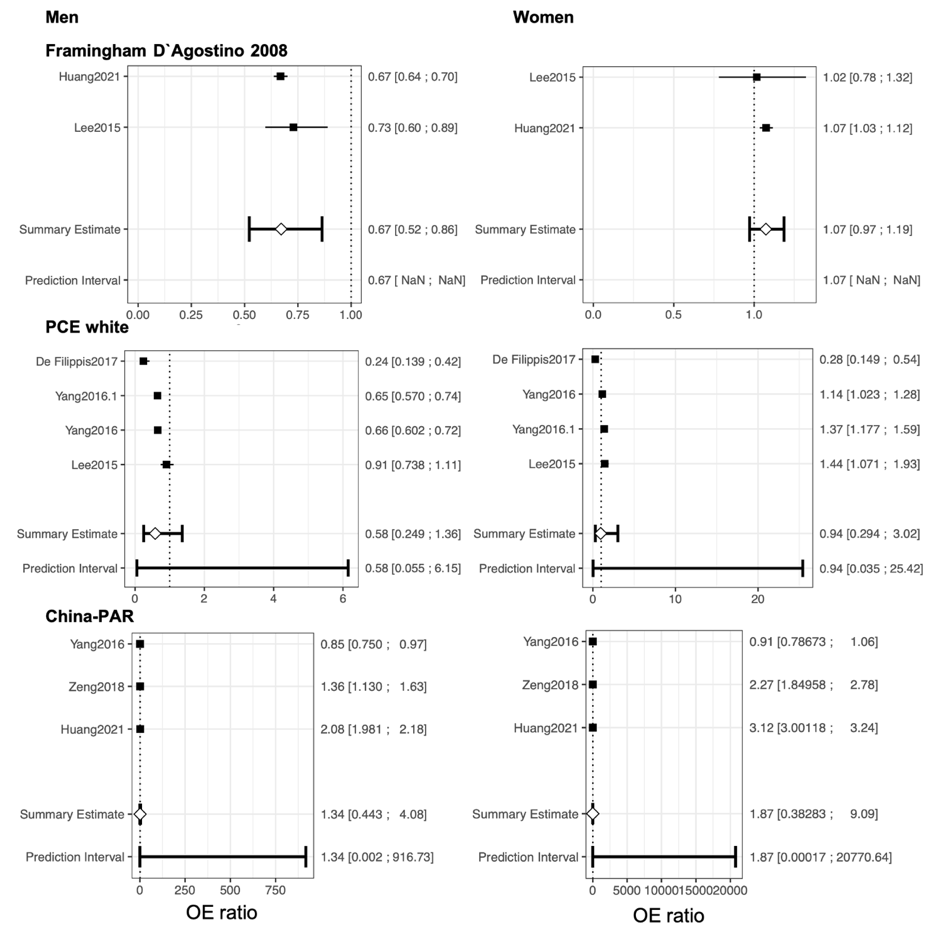 Men
Women
Framingham D`Agostino 2008
Huang2021
0.67 [0.64 ; 0.70]
Lee2015
0.73 [0.60 ; 0.89]
Summary Estimate
0.67 [0.52 ; 0.86]
Prediction Interval
0.67 [ NaN ; NaN]
0.00 0.25 0.50 0.75 1.00
Lee2015
1.02 [0.78 ; 1.32]
Huang2021
1.07 [1.03 ; 1.12]
Summary Estimate
1.07 [0.97 ; 1.19]
Prediction Interval
1.07 [ NaN ; NaN]
0.0 0.5 1.0
PCE white
De Filippis2017
0.24 [0.139 ; 0.42]
Yang2016.1
0.65 [0.570 ; 0.74]
Yang2016
0.66 [0.602 ; 0.72]
Lee2015
0.91 [0.738 ; 1.11]
Summary Estimate
0.58 [0.249 ; 1.36]
Prediction Interval
0.58 [0.055 ; 6.15]
0 2 4 6
De Filippis2017
0.28 [0.149 ; 0.54]
Yang2016
1.14 [1.023 ; 1.28]
Yang2016.1
1.37 [1.177 ; 1.59]
Lee2015
1.44 [1.071 ; 1.93]
Summary Estimate
0.94 [0.294 ; 3.02]
Prediction Interval
0.94 [0.035 ; 25.42]
0 10 20
China-PAR
Yang2016
0.85 [0.750 ; 0.97]
Zeng2018
1.36 [1.130 ; 1.63]
Huang2021
2.08 [1.981 ; 2.18]
Summary Estimate
1.34 [0.443 ; 4.08]
Prediction Interval
1.34 [0.002 ; 916.73]
0 250 500 750
OE ratio
Yang2016
0.91 [0.78673 ; 1.06]
Zeng2018
2.27 [1.84958 ; 2.78]
Huang2021
3.12 [3.00118 ; 3.24]
Summary Estimate
1.87 [0.38283 ; 9.09]
Prediction Interval
1.87 [0.00017 ; 20770.64]
0 5000 10000 15000 20000
OE ratio